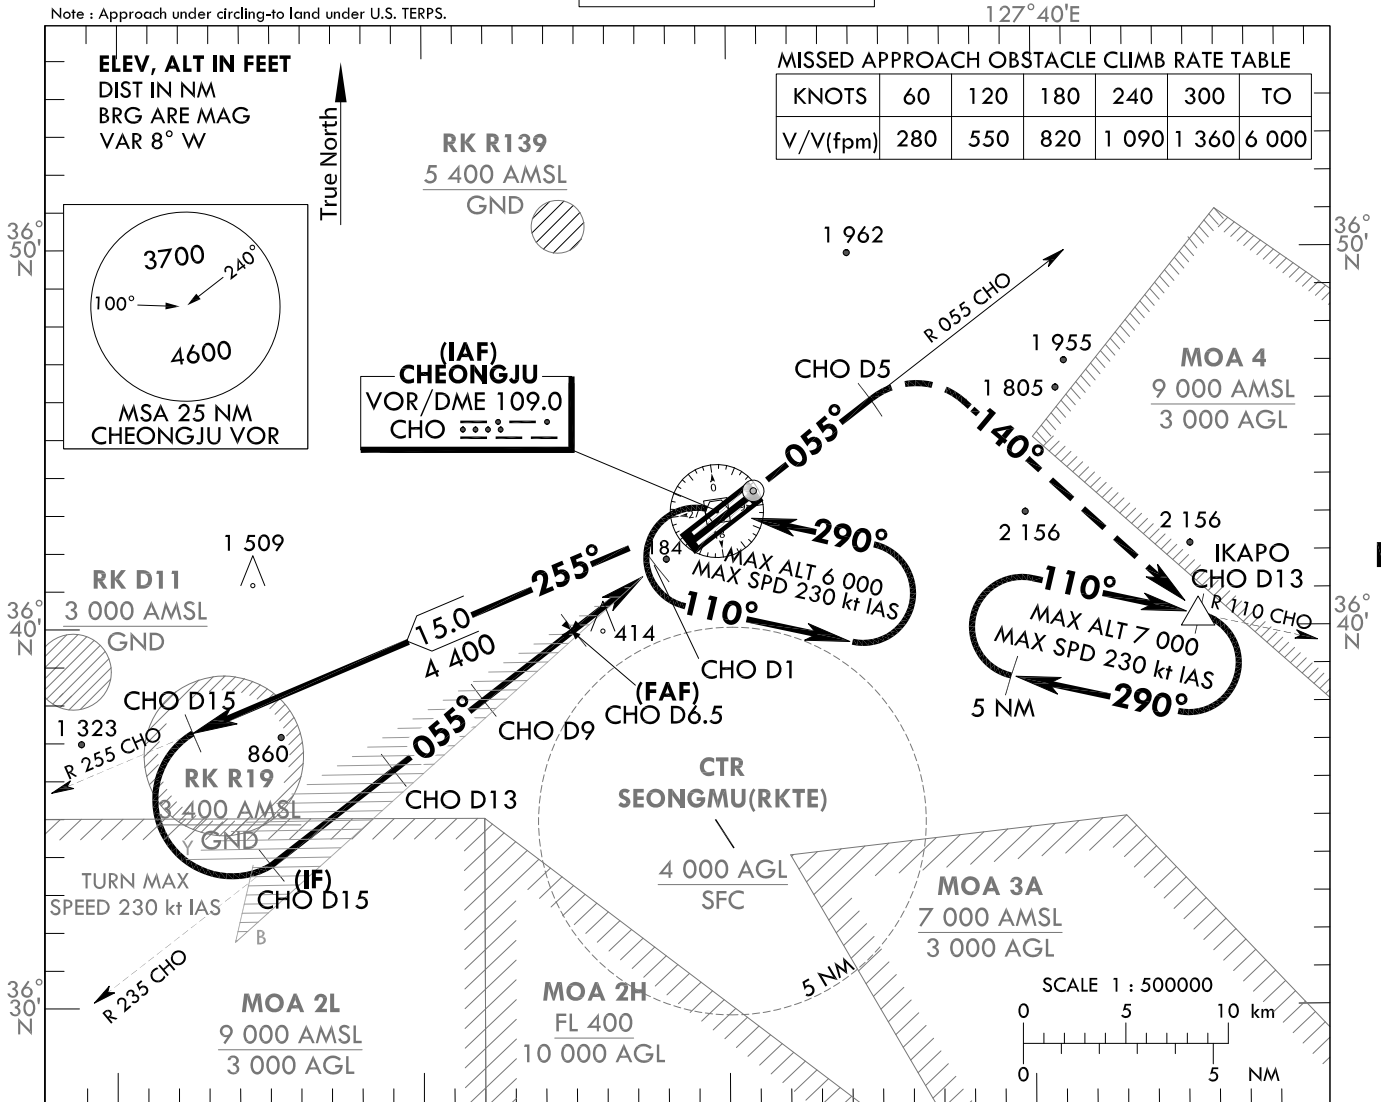 Note : Approach under circling-to land under U.S. TERPS.
127°40'E
ELEV, ALT IN FEET
DIST IN NM
BRG ARE MAG
VAR 8° W
True North
MISSED APPROACH OBSTACLE CLIMB RATE TABLE
KNOTS 60 120 180 240 300 TO
V/V(fpm) 280 550 820 1 090 1 360 6 000
RK R139
5 400 AMSL
GND
36°
50'
N
36°
50'
N
3700
240°
100°
4600
MSA 25 NM
CHEONGJU VOR
1 962
R 055 CHO
1 955
1 805
MOA 4
9 000 AMSL
3 000 AGL
(IAF)
CHEONGJU
VOR/DME 109.0
CHO
CHO D5
055°
140°
0
2 156
2 156
290°
MAX ALT 6 000
MAX SPD 230 kt IAS
110°
184
IKAPO
CHO D13
R 110 CHO
110°
MAX ALT 7 000
MAX SPD 230 kt IAS
290°
5 NM
1 509
RK D11
3 000 AMSL
GND
36°
40'
N
36°
40'
N
255°
15.0
4 400
414
CHO D1
(FAF)
CHO D6.5
CHO D9
055°
CHO D13
CHO D15
1 323
R 255 CHO
860
RK R19
3 400 AMSL
GND
Y
TURN MAX
SPEED 230 kt IAS
(IF)
CHO D15
B
R 235 CHO
CTR
SEONGMU(RKTE)
4 000 AGL
SFC
5 NM
MOA 3A
7 000 AMSL
3 000 AGL
36°
30'
N
MOA 2L
9 000 AMSL
3 000 AGL
MOA 2H
FL 400
10 000 AGL
SCALE 1 : 500000
0 5 10 km
0 5 NM